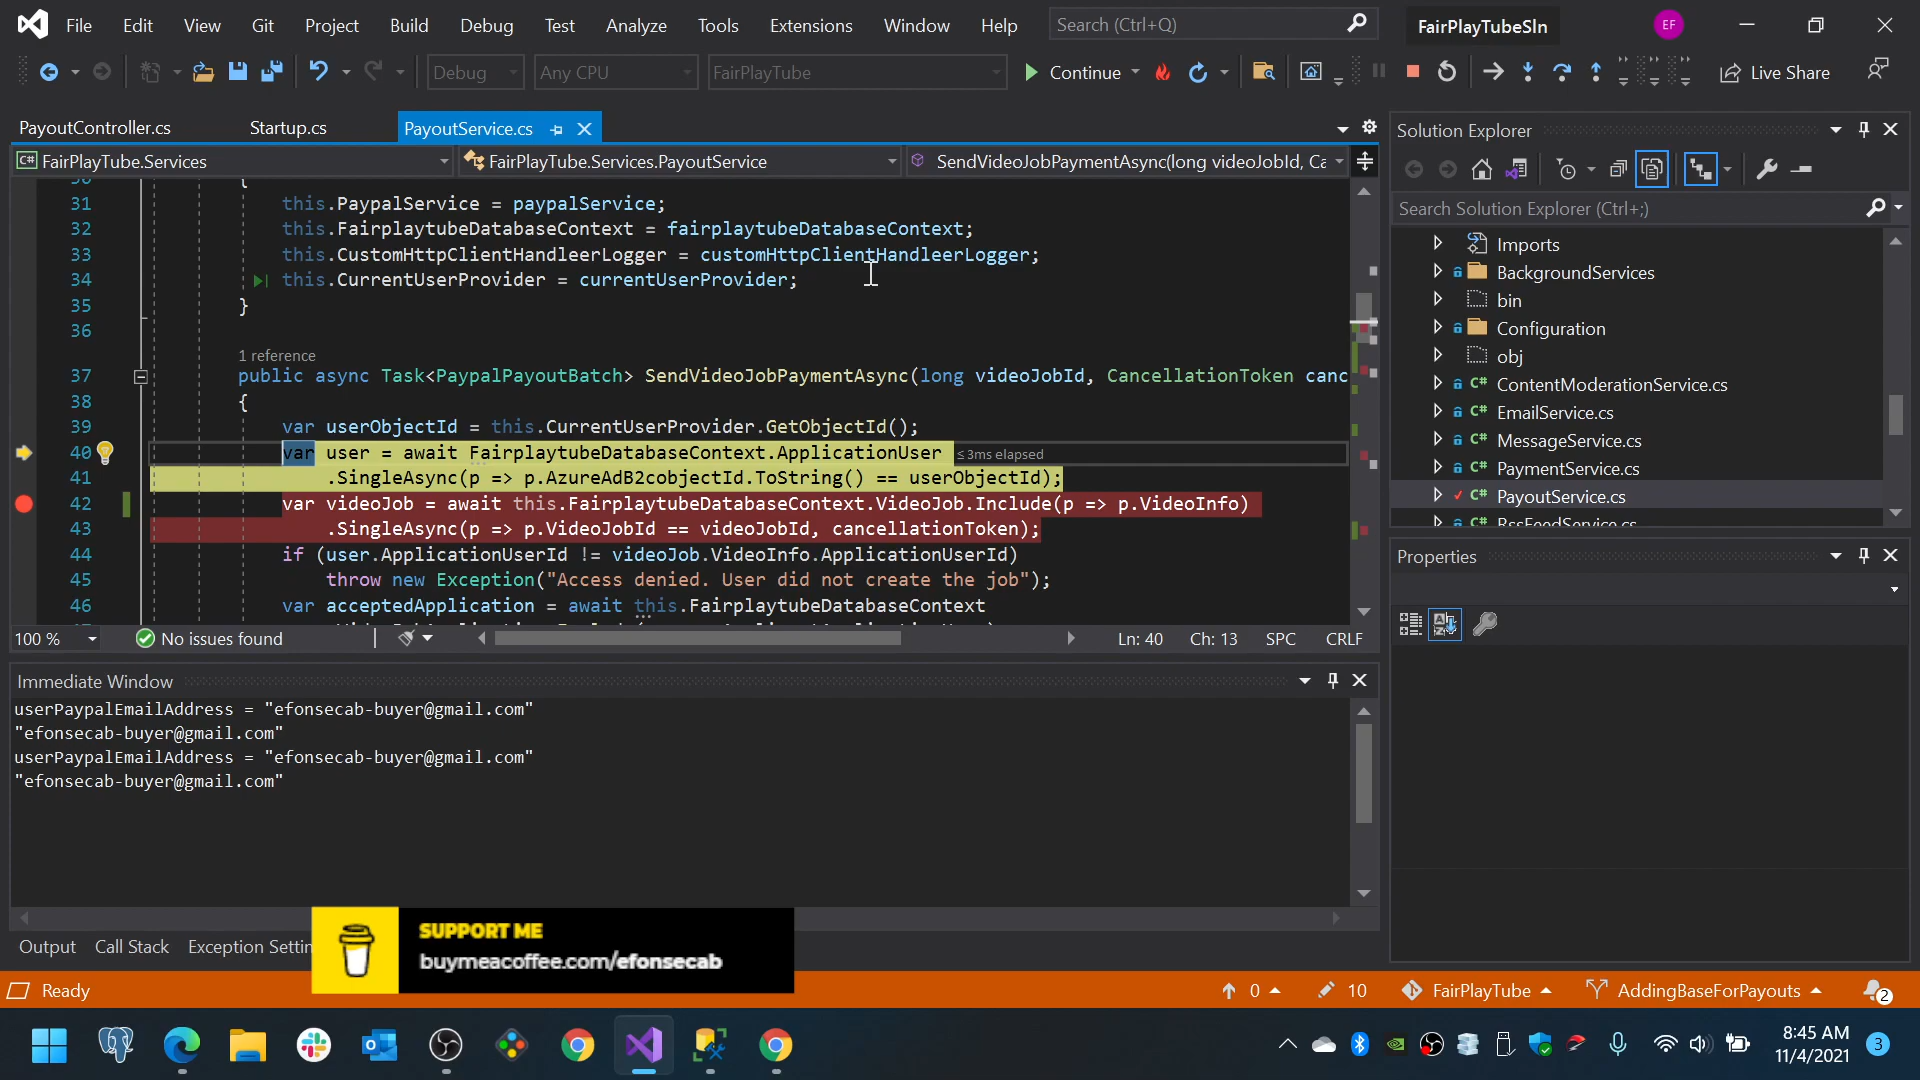 File Edit View Git Project Build Debug Test Analyze Tools Extensions Window Help Search (Ctrl+Q) FairPlayTubeSln EF
Debug Any CPU FairPlayTube Continue Live Share
PayoutController.cs Startup.cs PayoutService.cs
C# FairPlayTube.Services FairPlayTube.Services.PayoutService SendVideoJobPaymentAsync(long videoJobId, Ca
{
31 this.PaypalService = paypalService;
32 this.FairplaytubeDatabaseContext = fairplaytubeDatabaseContext;
33 this.CustomHttpClientHandleerLogger = customHttpClientHandleerLogger;
34 this.CurrentUserProvider = currentUserProvider;
35 }
36
1 reference
37 public async Task<PaypalPayoutBatch> SendVideoJobPaymentAsync(long videoJobId, CancellationToken canc
38 {
39 var userObjectId = this.CurrentUserProvider.GetObjectId();
40 var user = await FairplaytubeDatabaseContext.ApplicationUser ≤ 3ms elapsed
41 .SingleAsync(p => p.AzureAdB2cobjectId.ToString() == userObjectId);
42 var videoJob = await this.FairplaytubeDatabaseContext.VideoJob.Include(p => p.VideoInfo)
43 .SingleAsync(p => p.VideoJobId == videoJobId, cancellationToken);
44 if (user.ApplicationUserId != videoJob.VideoInfo.ApplicationUserId)
45 throw new Exception("Access denied. User did not create the job");
46 var acceptedApplication = await this.FairplaytubeDatabaseContext
100 % No issues found Ln: 40 Ch: 13 SPC CRLF
Immediate Window
userPaypalEmailAddress = "efonsecab-buyer@gmail.com"
"efonsecab-buyer@gmail.com"
userPaypalEmailAddress = "efonsecab-buyer@gmail.com"
"efonsecab-buyer@gmail.com"
Output Call Stack Exception Settin
SUPPORT ME
buymeacoffee.com/efonsecab
Solution Explorer
Search Solution Explorer (Ctrl+;)
Imports
BackgroundServices
bin
Configuration
obj
C# ContentModerationService.cs
C# EmailService.cs
C# MessageService.cs
C# PaymentService.cs
C# PayoutService.cs
C# RssFeedService.cs
Properties
Ready 0 10 FairPlayTube AddingBaseForPayouts 2
8:45 AM
11/4/2021 3